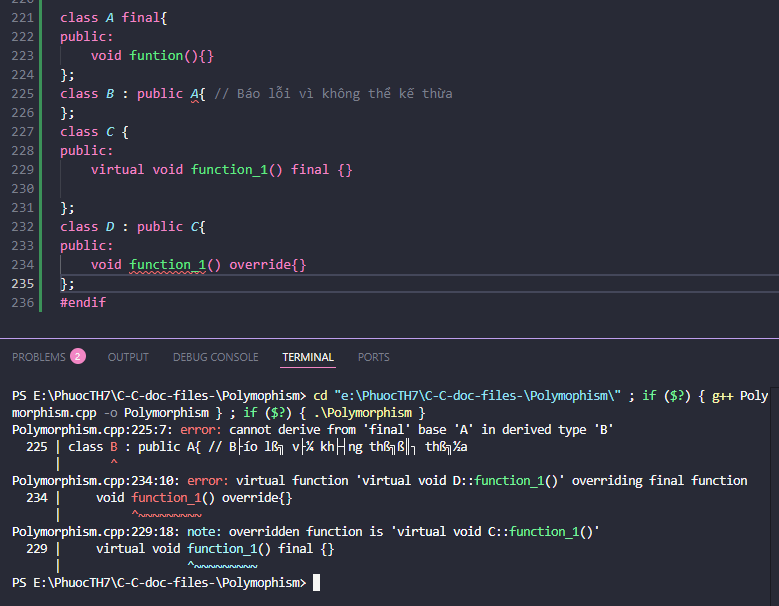 221 class A final{
222 public:
223     void funtion(){}
224 };
225 class B : public A{ // Báo lỗi vì không thể kế thừa
226 };
227 class C {
228 public:
229     virtual void function_1() final {}
230
231 };
232 class D : public C{
233 public:
234     void function_1() override{}
235 };
236 #endif
PROBLEMS 2 OUTPUT DEBUG CONSOLE TERMINAL PORTS
PS E:\PhuocTH7\C-C-doc-files-\Polymophism> cd "e:\PhuocTH7\C-C-doc-files-\Polymophism\" ; if ($?) { g++ Poly
morphism.cpp -o Polymorphism } ; if ($?) { .\Polymorphism }
Polymorphism.cpp:225:7: error: cannot derive from 'final' base 'A' in derived type 'B'
  225 | class B : public A{ // B├ío lß╗ v├¼ kh├┤ng thß╗ß║┐ thß╗½a
      |       ^
Polymorphism.cpp:234:10: error: virtual function 'virtual void D::function_1()' overriding final function
  234 |     void function_1() override{}
      |          ^~~~~~~~~~
Polymorphism.cpp:229:18: note: overridden function is 'virtual void C::function_1()'
  229 |     virtual void function_1() final {}
      |                  ^~~~~~~~~~
PS E:\PhuocTH7\C-C-doc-files-\Polymophism>